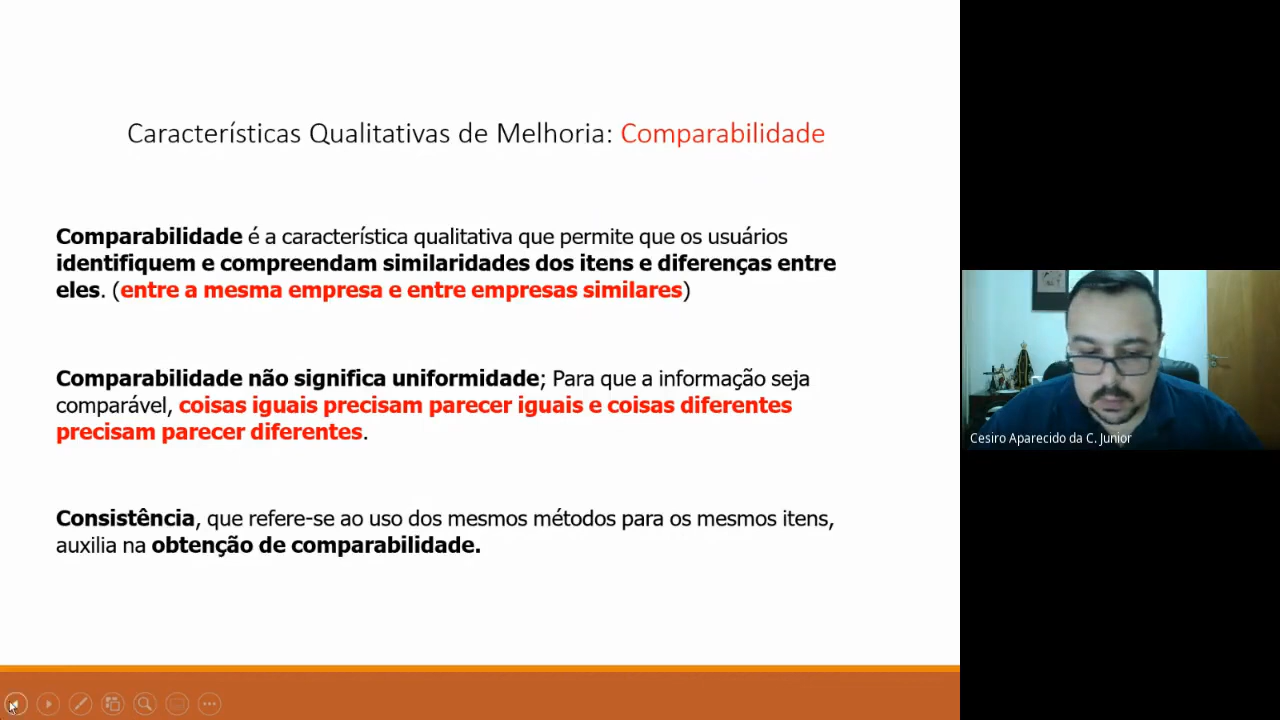 Características Qualitativas de Melhoria: Comparabilidade
Comparabilidade é a característica qualitativa que permite que os usuários
identifiquem e compreendam similaridades dos itens e diferenças entre
eles. (entre a mesma empresa e entre empresas similares)
Comparabilidade não significa uniformidade; Para que a informação seja
comparável, coisas iguais precisam parecer iguais e coisas diferentes
precisam parecer diferentes.
Consistência, que refere-se ao uso dos mesmos métodos para os mesmos itens,
auxilia na obtenção de comparabilidade.
Cesiro Aparecido da C. Junior